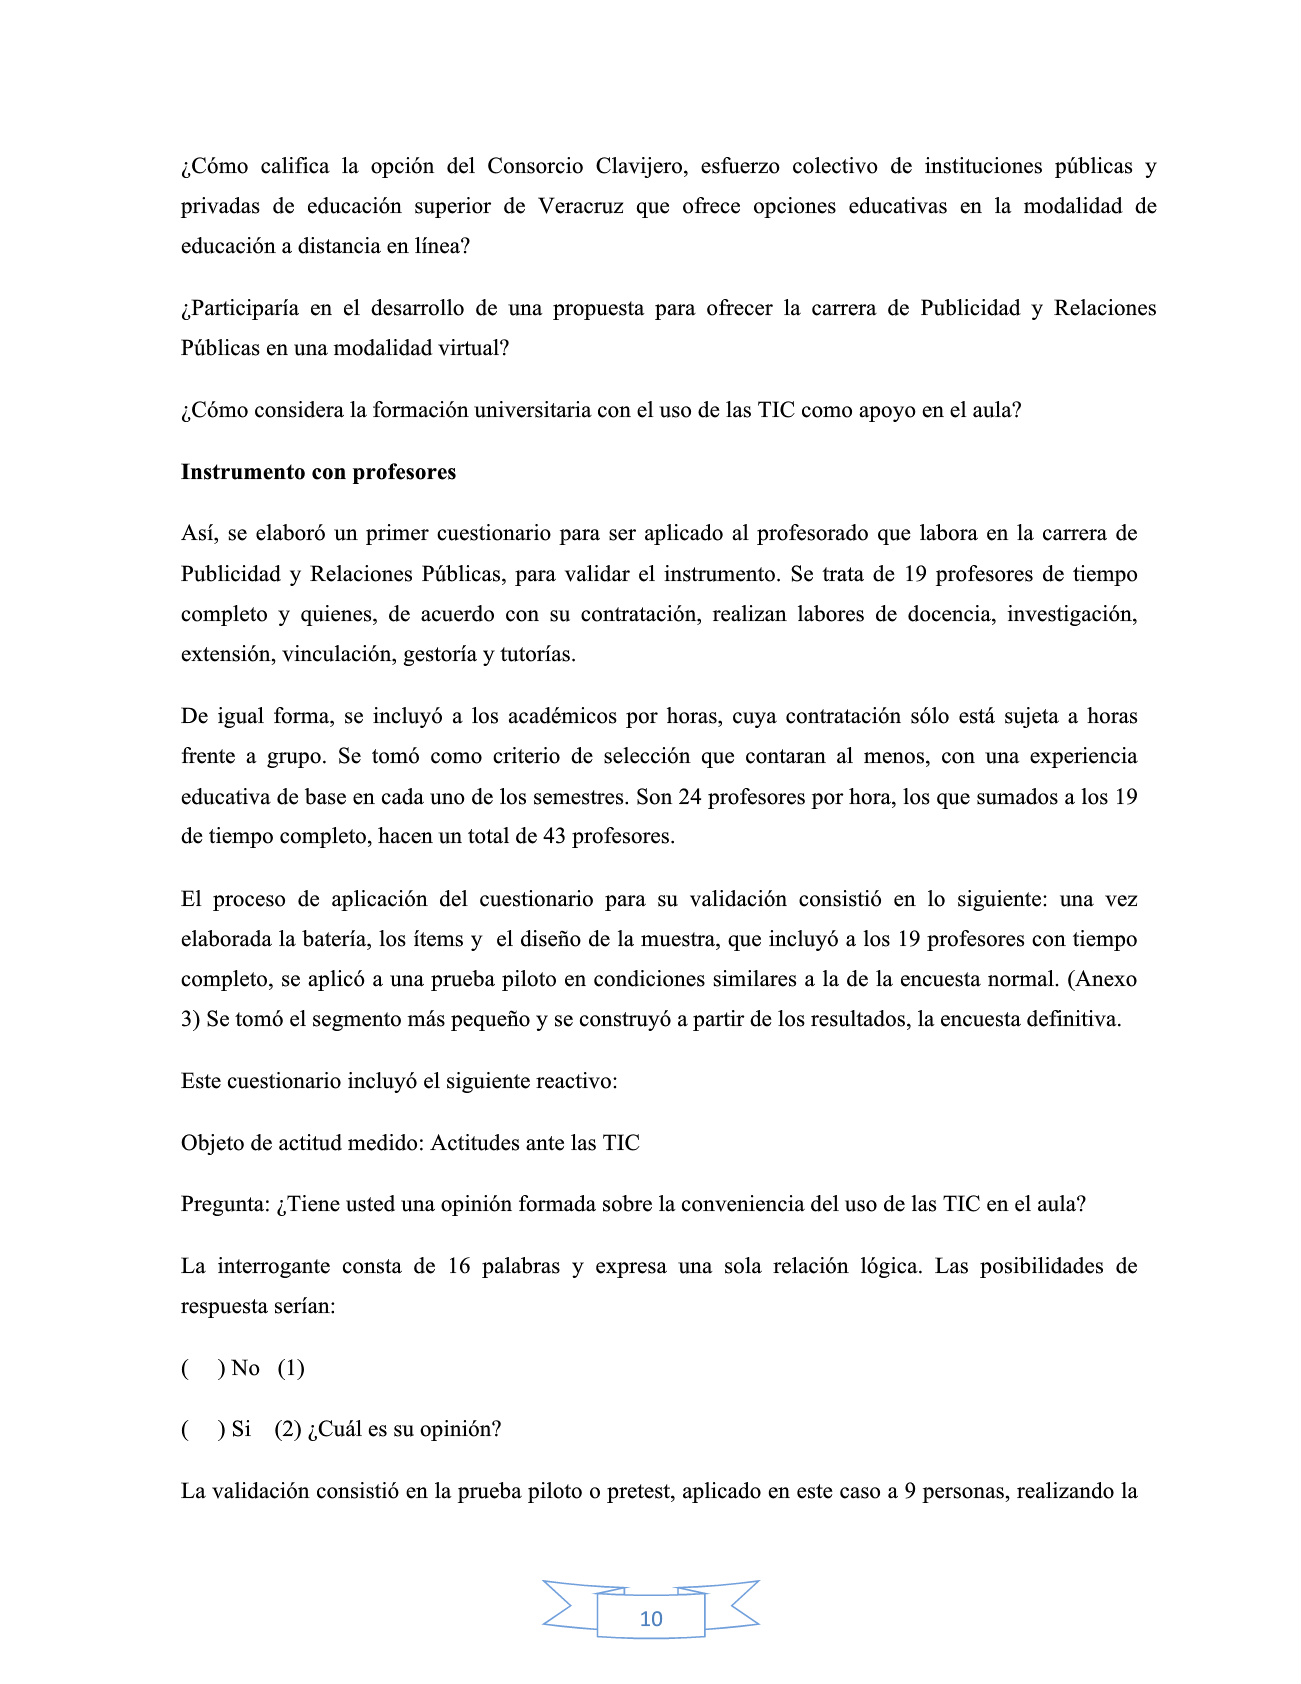 ¿Cómo califica la opción del Consorcio Clavijero, esfuerzo colectivo de instituciones públicas y
privadas de educación superior de Veracruz que ofrece opciones educativas en la modalidad de
educación a distancia en línea?
¿Participaría en el desarrollo de una propuesta para ofrecer la carrera de Publicidad y Relaciones
Públicas en una modalidad virtual?
¿Cómo considera la formación universitaria con el uso de las TIC como apoyo en el aula?
Instrumento con profesores
Así, se elaboró un primer cuestionario para ser aplicado al profesorado que labora en la carrera de
Publicidad y Relaciones Públicas, para validar el instrumento. Se trata de 19 profesores de tiempo
completo y quienes, de acuerdo con su contratación, realizan labores de docencia, investigación,
extensión, vinculación, gestoría y tutorías.
De igual forma, se incluyó a los académicos por horas, cuya contratación sólo está sujeta a horas
frente a grupo. Se tomó como criterio de selección que contaran al menos, con una experiencia
educativa de base en cada uno de los semestres. Son 24 profesores por hora, los que sumados a los 19
de tiempo completo, hacen un total de 43 profesores.
El proceso de aplicación del cuestionario para su validación consistió en lo siguiente: una vez
elaborada la batería, los ítems y  el diseño de la muestra, que incluyó a los 19 profesores con tiempo
completo, se aplicó a una prueba piloto en condiciones similares a la de la encuesta normal. (Anexo
3) Se tomó el segmento más pequeño y se construyó a partir de los resultados, la encuesta definitiva.
Este cuestionario incluyó el siguiente reactivo:
Objeto de actitud medido: Actitudes ante las TIC
Pregunta: ¿Tiene usted una opinión formada sobre la conveniencia del uso de las TIC en el aula?
La interrogante consta de 16 palabras y expresa una sola relación lógica. Las posibilidades de
respuesta serían:
(     ) No   (1)
(     ) Si    (2) ¿Cuál es su opinión?
La validación consistió en la prueba piloto o pretest, aplicado en este caso a 9 personas, realizando la
10